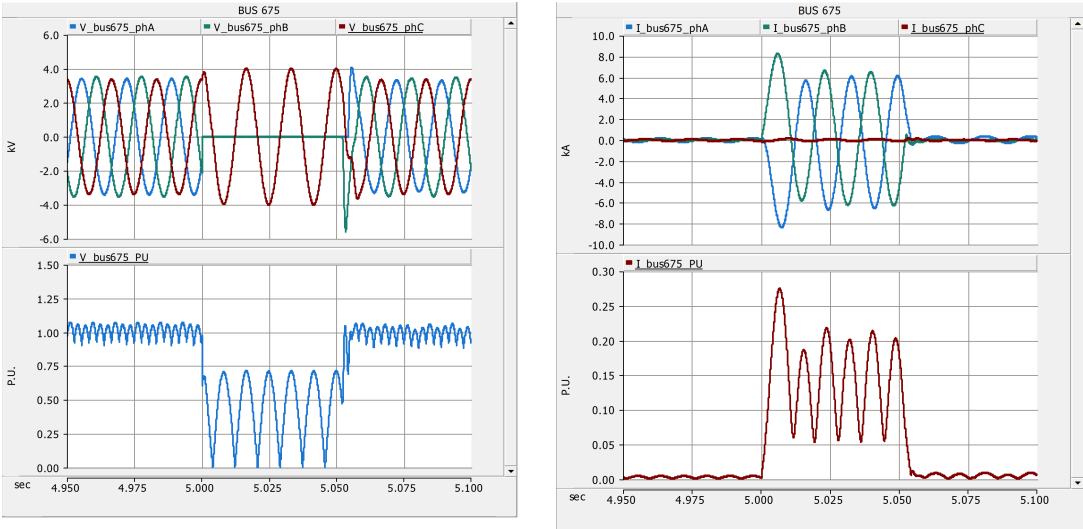 BUS 675
V_bus675_phA V_bus675_phB V_bus675_phC
6.0
4.0
2.0
0.0
-2.0
-4.0
-6.0
kV
V_bus675_PU
1.50
1.25
1.00
0.75
0.50
0.25
0.00
P.U.
sec 4.950 4.975 5.000 5.025 5.050 5.075 5.100
BUS 675
I_bus675_phA I_bus675_phB I_bus675_phC
10.0
8.0
6.0
4.0
2.0
0.0
-2.0
-4.0
-6.0
-8.0
-10.0
kA
I_bus675_PU
0.30
0.25
0.20
0.15
0.10
0.05
0.00
P.U.
sec 4.950 4.975 5.000 5.025 5.050 5.075 5.100